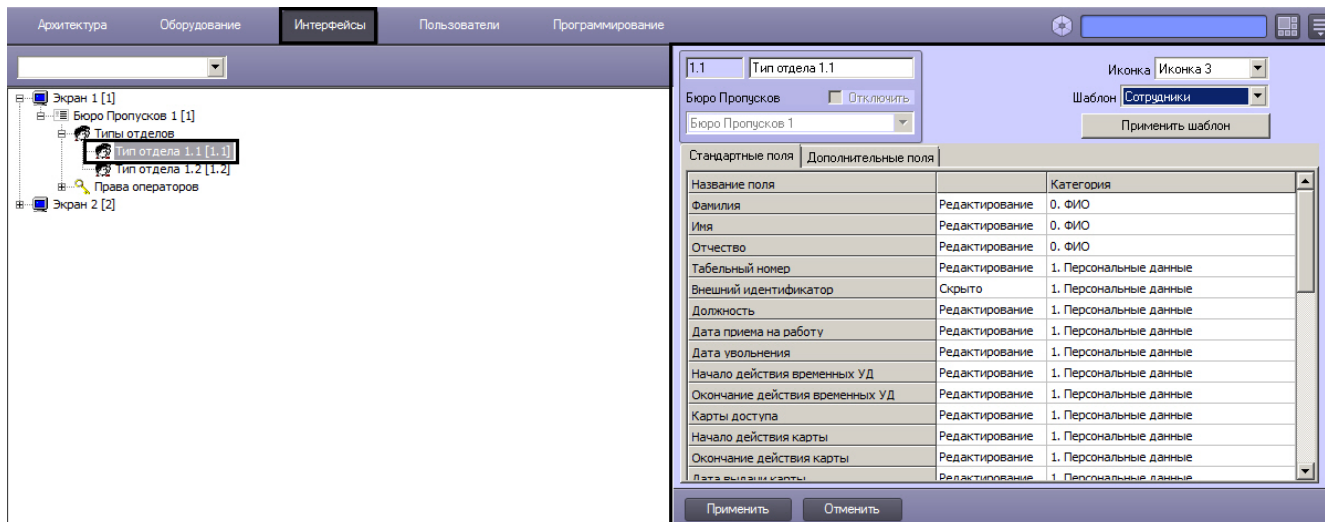 Архитектура Оборудование Интерфейсы Пользователи Программирование
Экран 1 [1]
Бюро Пропусков 1 [1]
Типы отделов
Тип отдела 1.1 [1.1]
Тип отдела 1.2 [1.2]
Права операторов
Экран 2 [2]
1.1 Тип отдела 1.1 Иконка Иконка 3
Бюро Пропусков Отключить Шаблон Сотрудники
Бюро Пропусков 1 Применить шаблон
Стандартные поля Дополнительные поля
Название поля Категория
Фамилия Редактирование 0. ФИО
Имя Редактирование 0. ФИО
Отчество Редактирование 0. ФИО
Табельный номер Редактирование 1. Персональные данные
Внешний идентификатор Скрыто 1. Персональные данные
Должность Редактирование 1. Персональные данные
Дата приема на работу Редактирование 1. Персональные данные
Дата увольнения Редактирование 1. Персональные данные
Начало действия временных УД Редактирование 1. Персональные данные
Окончание действия временных УД Редактирование 1. Персональные данные
Карты доступа Редактирование 1. Персональные данные
Начало действия карты Редактирование 1. Персональные данные
Окончание действия карты Редактирование 1. Персональные данные
Дата выдачи карты Редактирование 1. Персональные данные
Применить Отменить